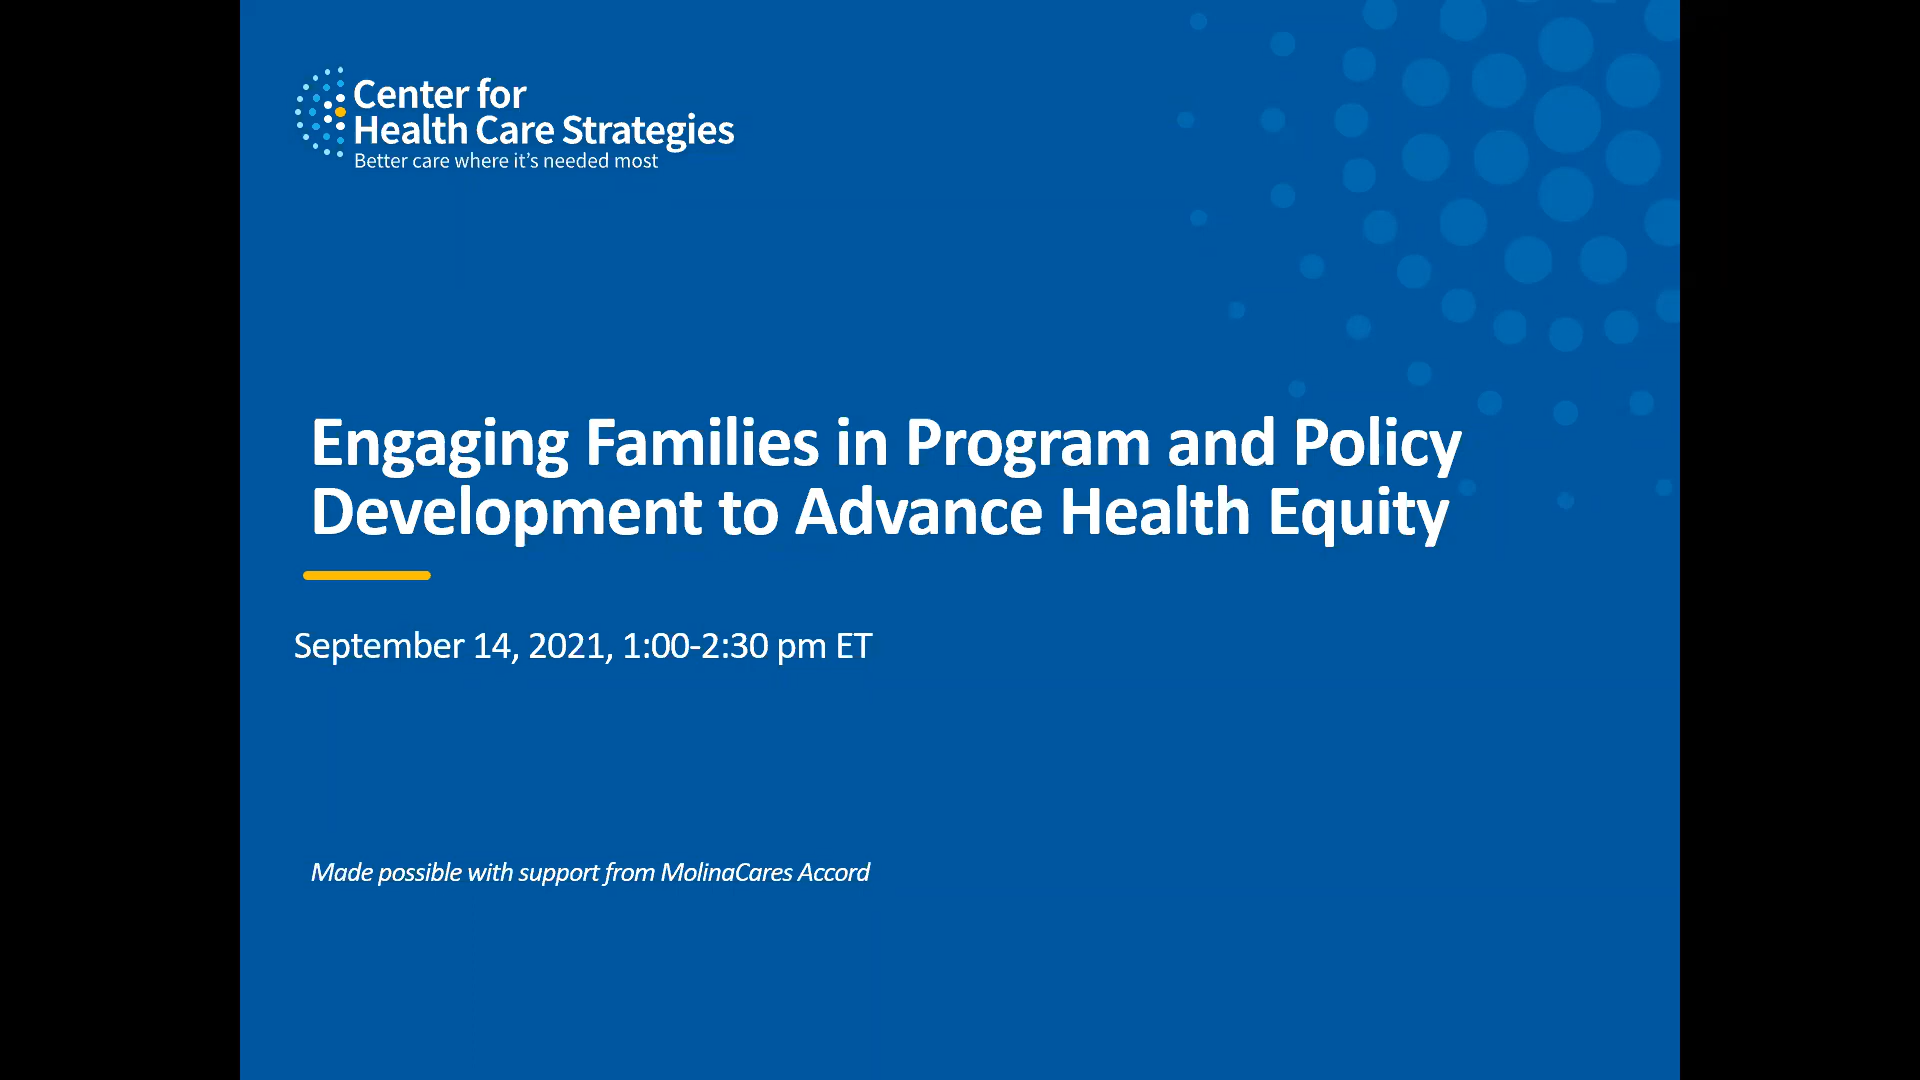 Center for
Health Care Strategies
Better care where it's needed most
Engaging Families in Program and Policy
Development to Advance Health Equity
September 14, 2021, 1:00-2:30 pm ET
Made possible with support from MolinaCares Accord